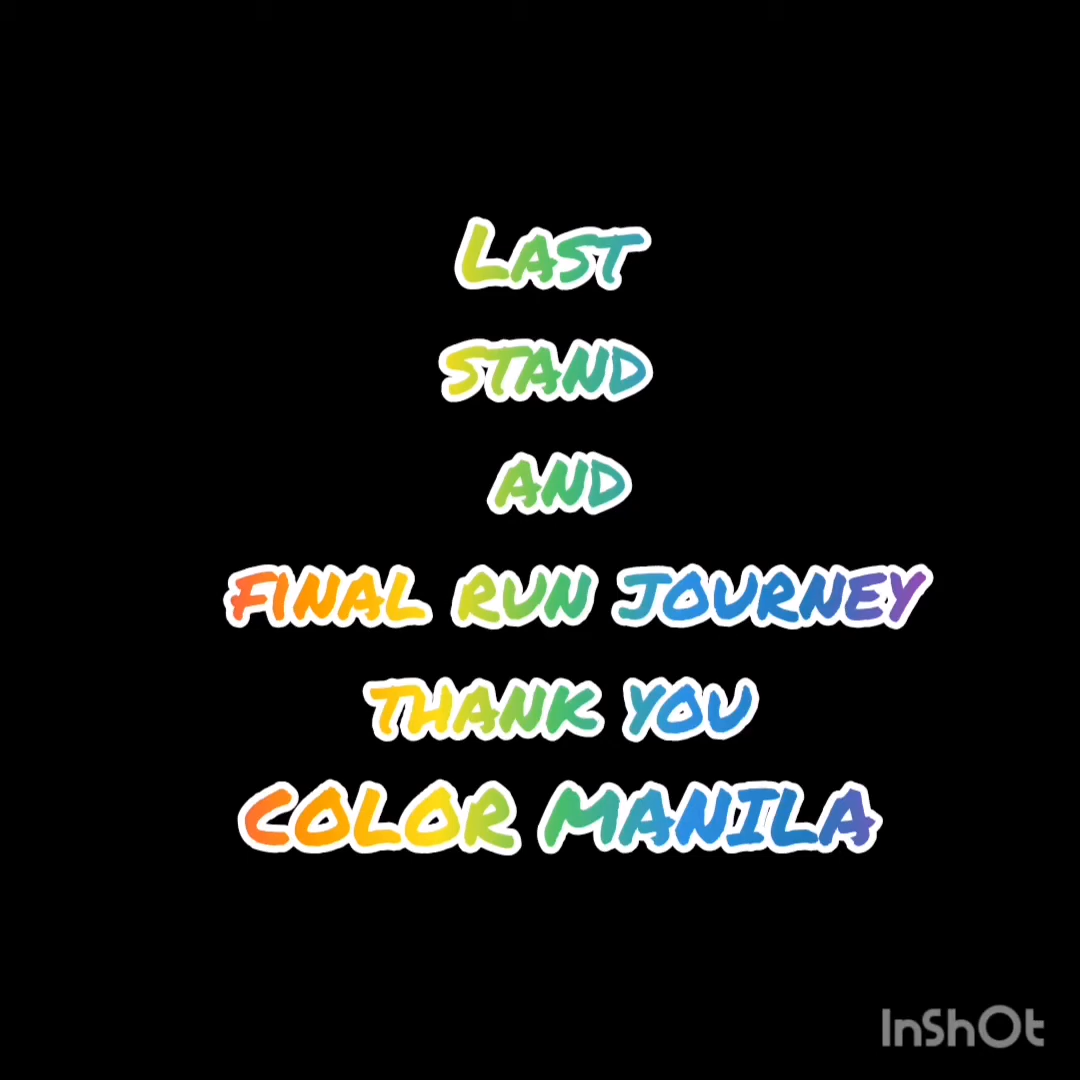 Last
stand
and
final run journey
thank you
COLOR MANILA
InShOt